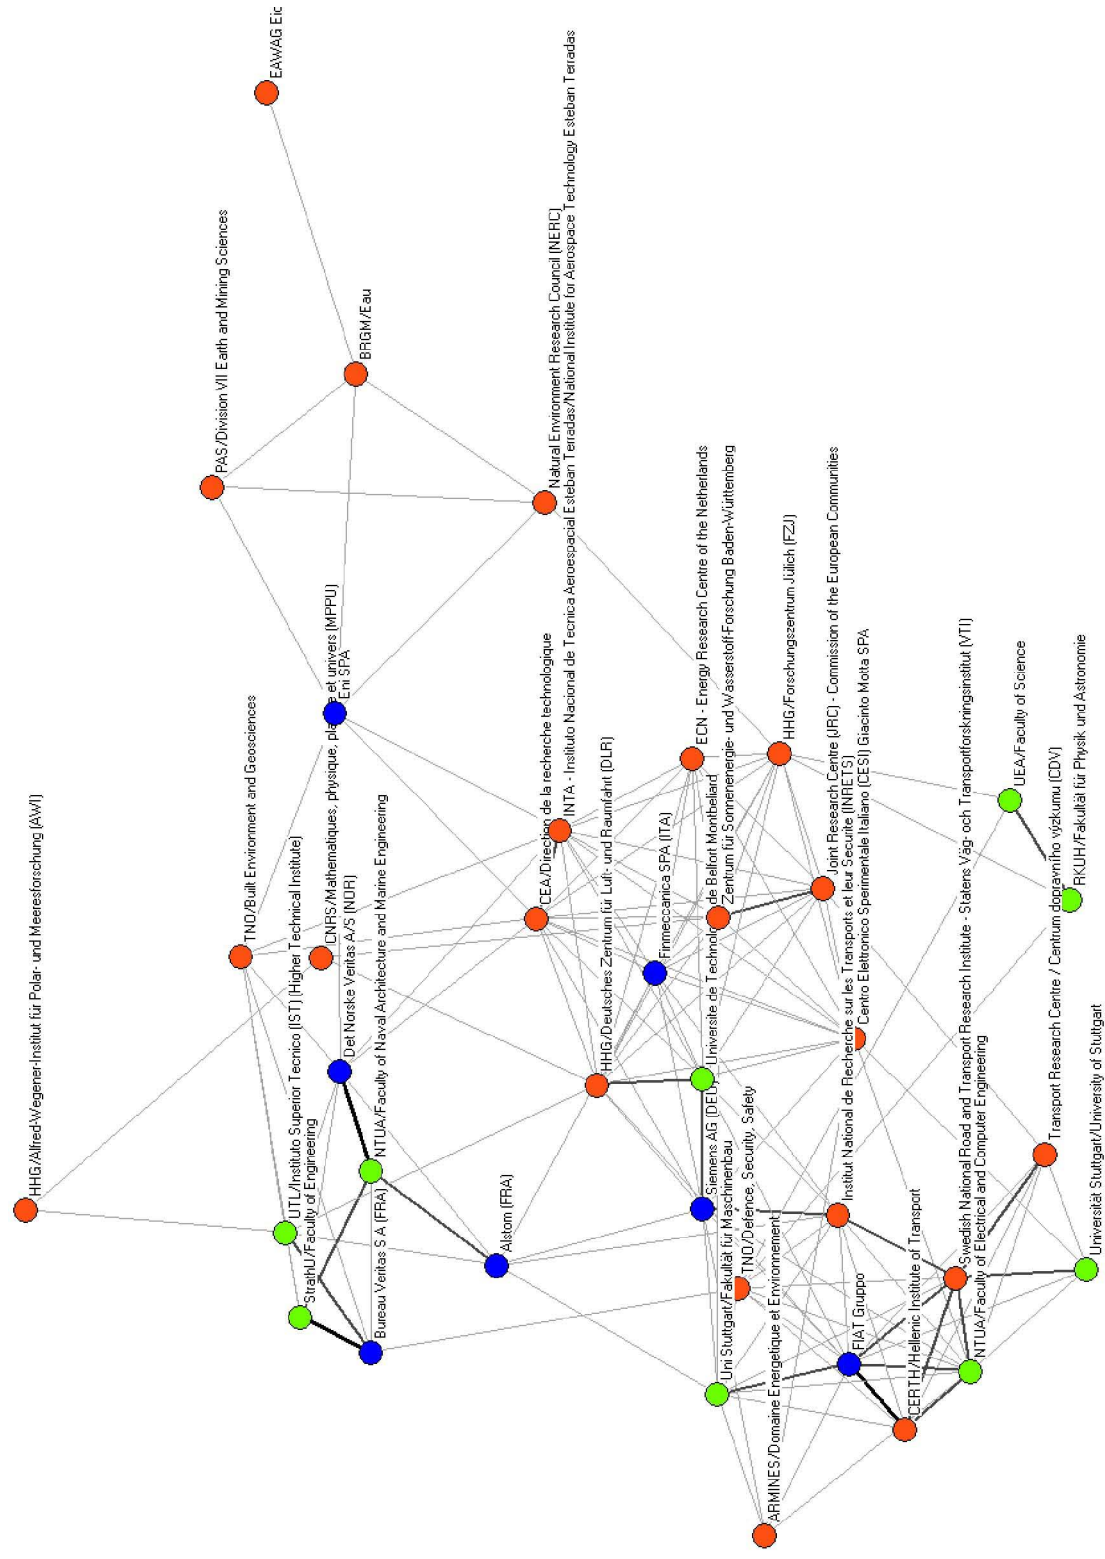 HHG/Alfred-Wegener-Institut für Polar- und Meeresforschung (AWI)
PAS/Division VII Earth and Mining Sciences
TNO/Built Environment and Geosciences
EAWAG Eic
UTL/Instituto Superior Tecnico (IST) (Higher Technical Institure)
StrathU/Faculty of Engineering
CNRS/Mathematiques, physique, pla e et univers (MPPU)
Eni SPA
Det Norske Veritas A/S (NOR)
BRGM/Eau
NTUA/Faculty of Naval Architecture and Marine Engineering
Bureau Veritas S A (FRA)
Alstom (FRA)
CEA/Direction de la recherche technologique
Natural Environment Research Council (NERC)
INTA - Instituto Nacional de Tecnica Aeroespacial Esteban Terradas/National Institute for Aerospace Technology Esteban Terradas
HHG/Deutsches Zentrum für Luft- und Raumfahrt (DLR)
Finmeccanica SPA (ITA)
ECN - Energy Research Centre of the Netherlands
Universite de Technolo de Belfort Montbeliard
Siemens AG (DEU)
Zentrum für Sonnenenergie- und Wasserstoff-Forschung Baden-Württemberg
Uni Stuttgart/Fakultät für Maschinenbau
TNO/Defence, Security, Safety
ARMINES/Domaine Energetique et Environnement
HHG/Forschungszentrum Jülich (FZJ)
Joint Research Centre (JRC) - Commission of the European Communities
Institut National de Recherche sur les Transports et leur Securite (INRETS)
FIAT Gruppo
Centro Elettronico Sperimentale Italiano (CESI) Giacinto Motta SPA
CERTH/Hellenic Institute of Transport
Swedish National Road and Transport Research Institute - Statens Väg- och Transportforskningsinstitut (VTI)
NTUA/Faculty of Electrical and Computer Engineering
UEA/Faculty of Science
Transport Research Centre / Centrum dopravniho výzkumu (CDV)
RKUH/Fakultät für Physik und Astronomie
Universität Stuttgart/University of Stuttgart